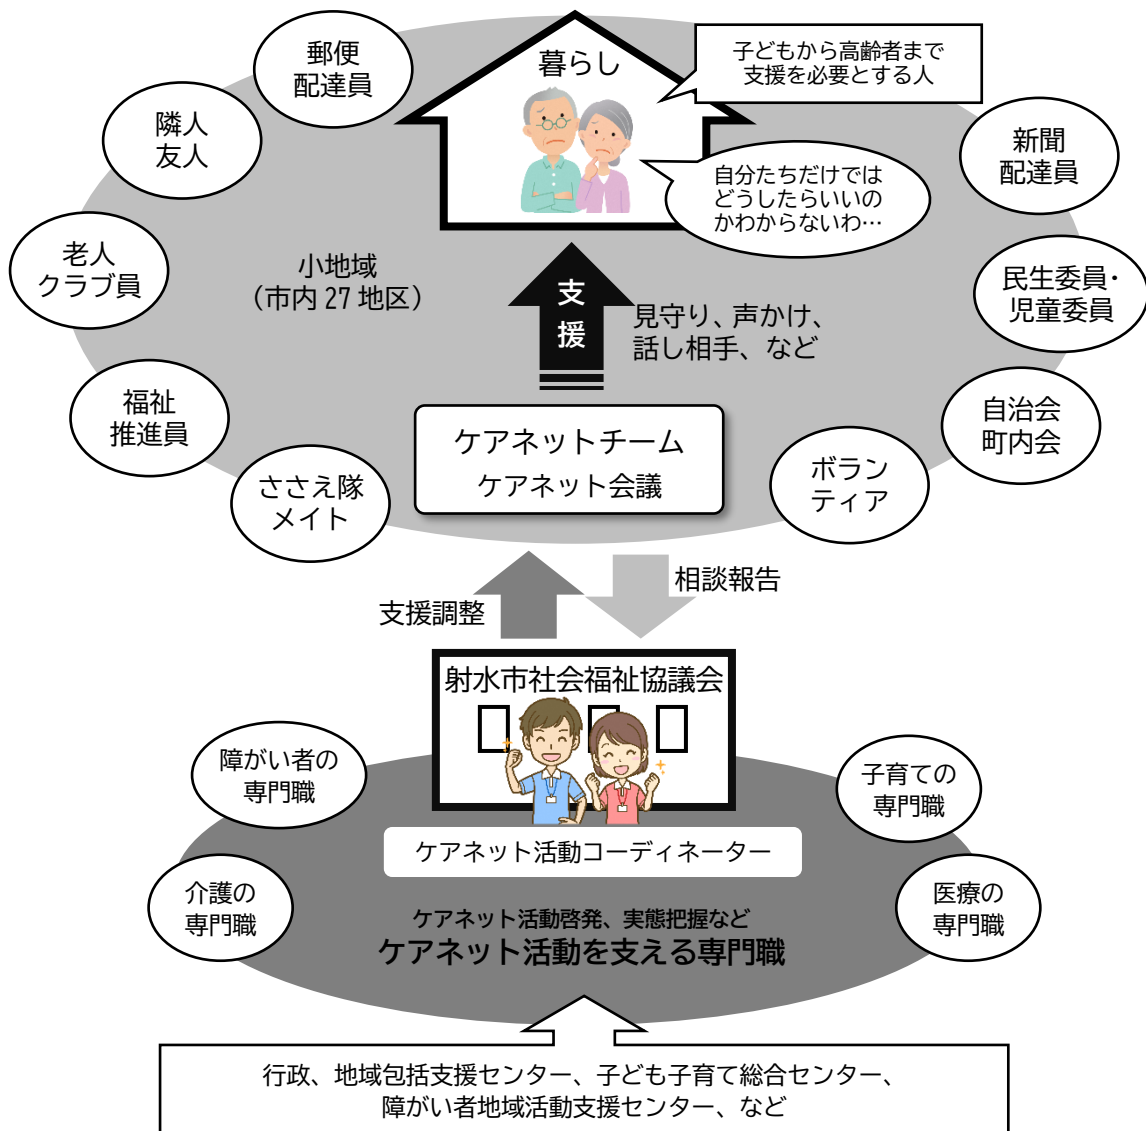 暮らし
子どもから高齢者まで
支援を必要とする人
郵便
配達員
隣人
友人
新聞
配達員
自分たちだけでは
どうしたらいいの
かわからないわ…
老人
クラブ員
小地域
（市内 27 地区）
支
援
見守り、声かけ、
話し相手、など
民生委員・
児童委員
福祉
推進員
自治会
町内会
ケアネットチーム
ケアネット会議
ささえ隊
メイト
ボラン
ティア
支援調整
相談報告
射水市社会福祉協議会
障がい者の
専門職
子育ての
専門職
ケアネット活動コーディネーター
介護の
専門職
医療の
専門職
ケアネット活動啓発、実態把握など
ケアネット活動を支える専門職
行政、地域包括支援センター、子ども子育て総合センター、
障がい者地域活動支援センター、など